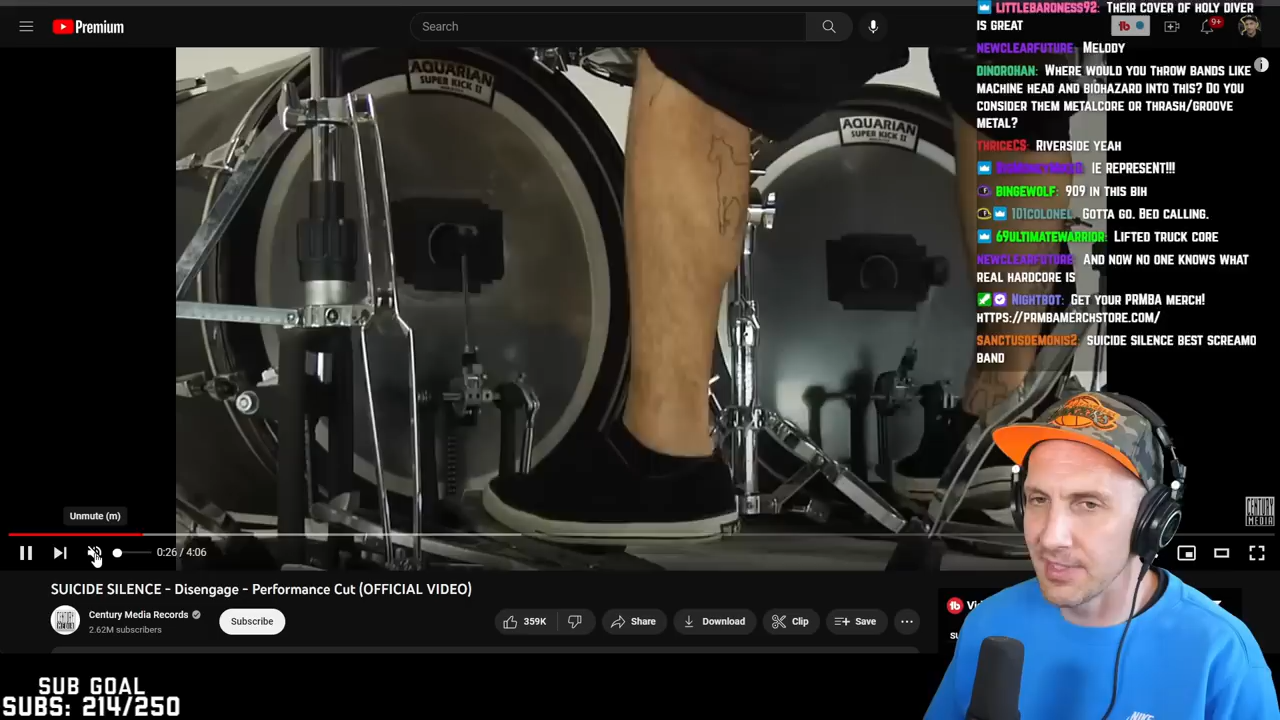 Premium
Search
9+
AQUARIAN
SUPER KICK II
AQUARIAN
SUPER KICK II
LITTLEBARONESS92: THEIR COVER OF HOLY DIVER
IS GREAT
NEWCLEARFUTURE: MELODY
DINOROHAN: WHERE WOULD YOU THROW BANDS LIKE
MACHINE HEAD AND BIOHAZARD INTO THIS? DO YOU
CONSIDER THEM METALCORE OR THRASH/GROOVE
METAL?
THRICECS: RIVERSIDE YEAH
IE REPRESENT!!!
BINGEWOLF: 909 IN THIS BIH
101COLONEL: GOTTA GO. BED CALLING.
69ULTIMATEWARRIOR: LIFTED TRUCK CORE
NEWCLEARFUTURE: AND NOW NO ONE KNOWS WHAT
REAL HARDCORE IS
NIGHTBOT: GET YOUR PRMBA MERCH!
HTTPS://PRMBAMERCHSTORE.COM/
SANCTUSDEMONIS2: SUICIDE SILENCE BEST SCREAMO
BAND
CENTURY
MEDIA
Unmute (m)
0:26 / 4:06
SUICIDE SILENCE - Disengage - Performance Cut (OFFICIAL VIDEO)
Century Media Records
2.62M subscribers
Subscribe
359K
Share
Download
Clip
Save
SUB GOAL
SUBS: 214/250